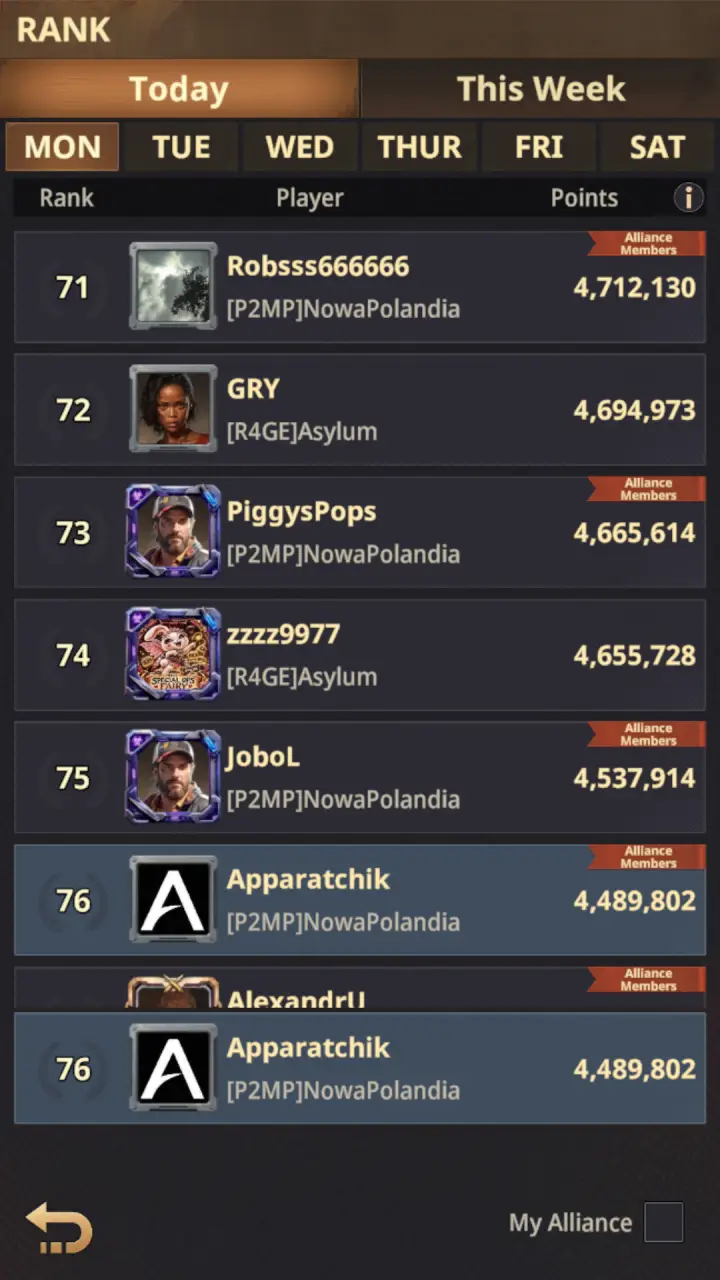 RANK
Today
This Week
MON
TUE
WED
THUR
FRI
SAT
Rank
Player
Points
i
Alliance
Members
71
Robsss666666
[P2MP]NowaPolandia
4,712,130
72
GRY
[R4GE]Asylum
4,694,973
Alliance
Members
73
PiggysPops
[P2MP]NowaPolandia
4,665,614
74
zzzz9977
[R4GE]Asylum
4,655,728
SPECIAL OPS
FAIRY
Alliance
Members
75
JoboL
[P2MP]NowaPolandia
4,537,914
Alliance
Members
76
A
Apparatchik
[P2MP]NowaPolandia
4,489,802
Alliance
Members
76
A
Apparatchik
[P2MP]NowaPolandia
4,489,802
My Alliance